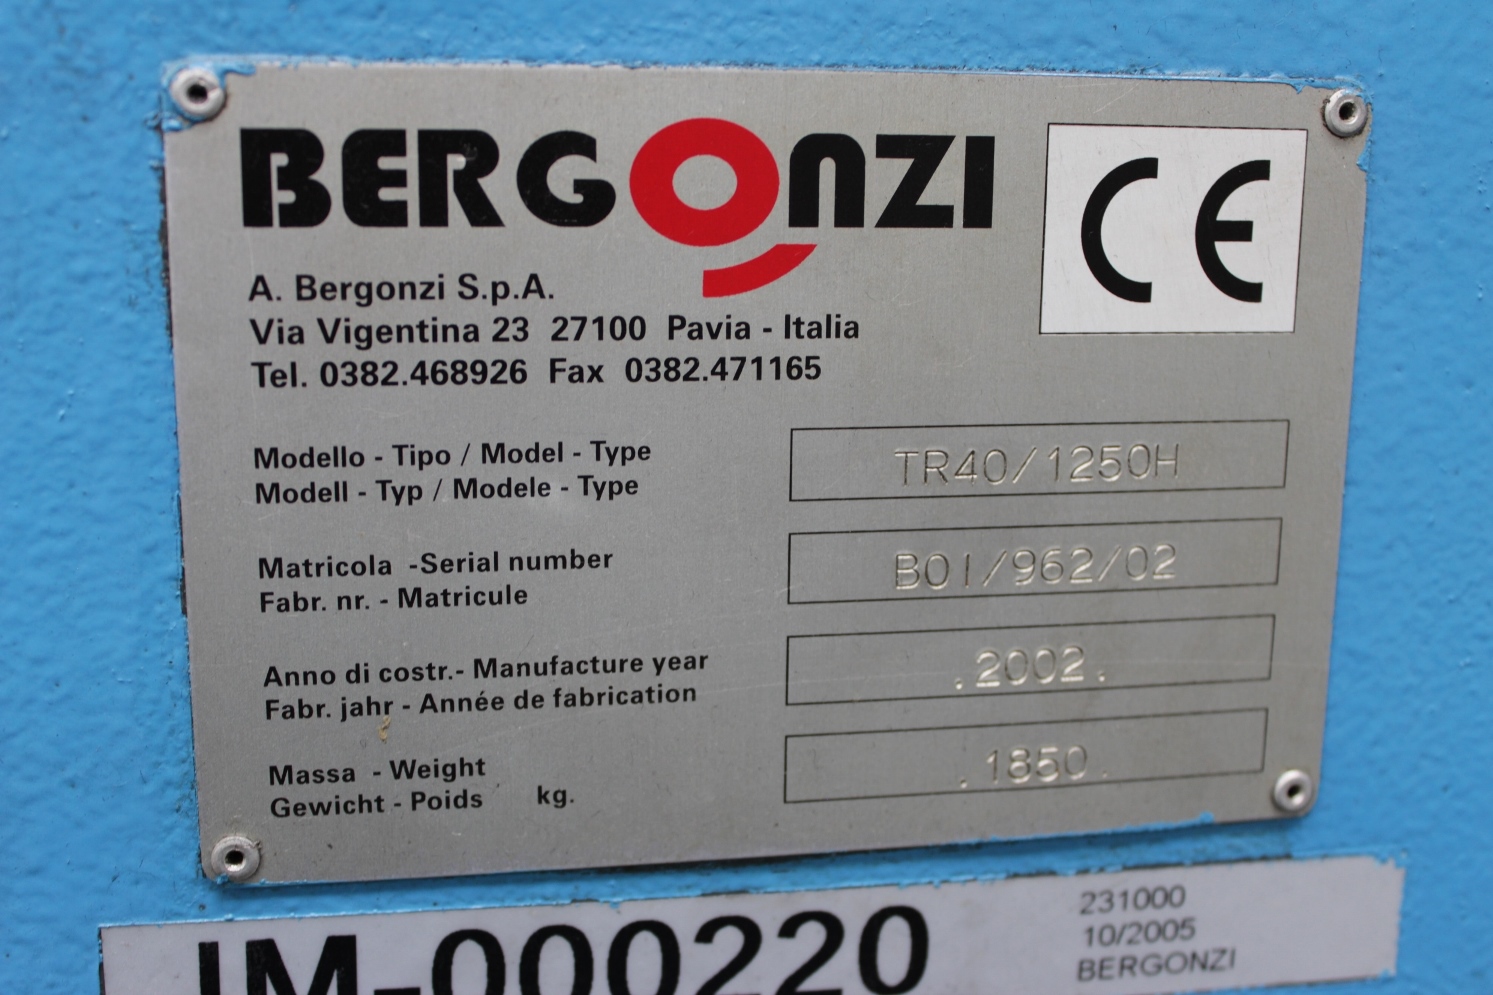 BERGONZI
CE
A. Bergonzi S.p.A.
Via Vigentina 23 27100 Pavia - Italia
Tel. 0382.468926 Fax 0382.471165
Modello - Tipo / Model - Type
Modell - Typ / Modele - Type
TR40/1250H
Matricola -Serial number
Fabr. nr. - Matricule
B01/962/02
Anno di costr.- Manufacture year
Fabr. jahr - Année de fabrication
.2002.
Massa - Weight
Gewicht - Poids kg.
.1850.
IM-000220
231000
10/2005
BERGONZI